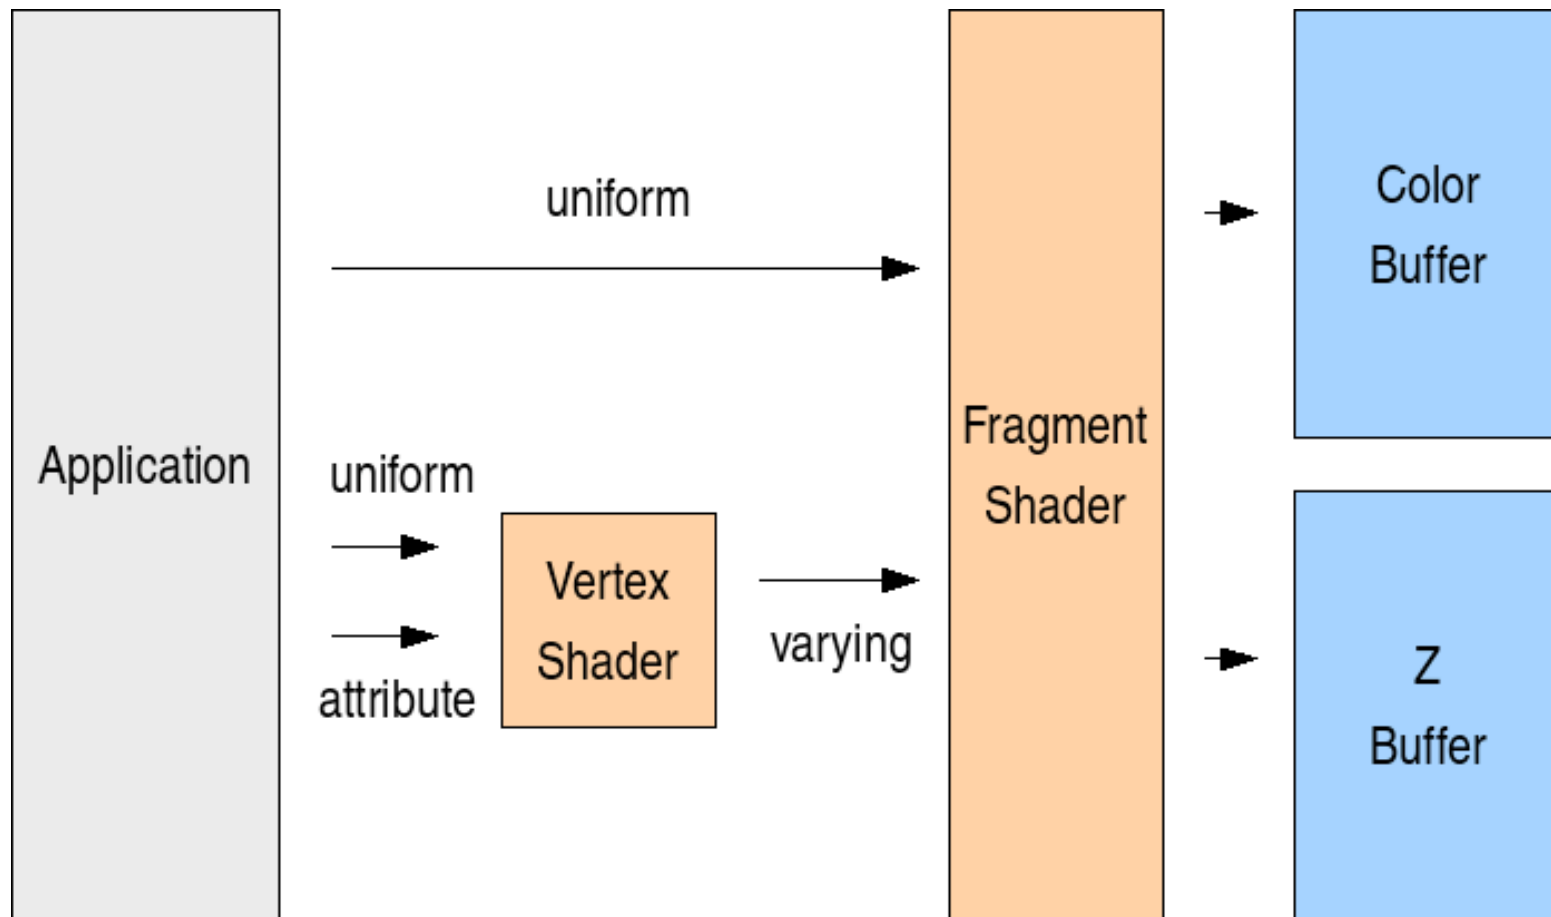 Application
uniform
uniform
attribute
Vertex
Shader
varying
Fragment
Shader
Color
Buffer
Z
Buffer